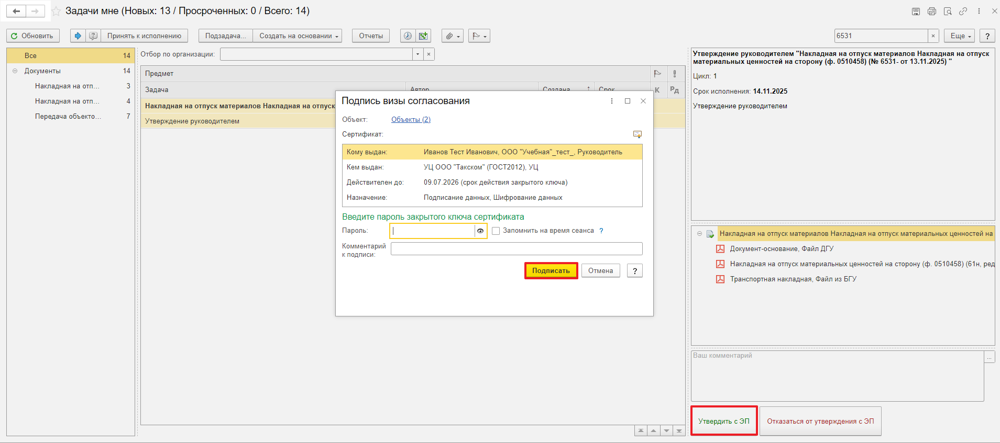 Задачи мне (Новых: 13 / Просроченных: 0 / Всего: 14)
Обновить
Принять к исполнению
Подзадача...
Создать на основании
Отчеты
6531
×
Еще
?
Все 14
Документы 14
Накладная на отп... 3
Накладная на отп... 4
Передача объекто... 7
Отбор по организации:
×
Предмет
Задача Автор Создана Срок К Рд
Накладная на отпуск материалов Накладная на отпуск
Утверждение руководителем
Подпись визы согласования
Объект: Объекты (2)
Сертификат:
Кому выдан: Иванов Тест Иванович, ООО "Учебная"_тест_, Руководитель
Кем выдан: УЦ ООО "Такском" (ГОСТ2012), УЦ
Действителен до: 09.07.2026 (срок действия закрытого ключа)
Назначение: Подписание данных, Шифрование данных
Введите пароль закрытого ключа сертификата
Пароль: Запомнить на время сеанса ?
Комментарий
к подписи:
Подписать
Отмена
?
Утверждение руководителем "Накладная на отпуск материалов Накладная на отпуск
материальных ценностей на сторону (ф. 0510458) (№ 6531- от 13.11.2025) "
Цикл: 1
Срок исполнения: 14.11.2025
Утверждение руководителем
Накладная на отпуск материалов Накладная на отпуск материальных ценностей на
Документ-основание, Файл ДГУ
Накладная на отпуск материальных ценностей на сторону (ф. 0510458) (61н, ред
Транспортная накладная, Файл из БГУ
Ваш комментарий
...
Утвердить с ЭП
Отказаться от утверждения с ЭП